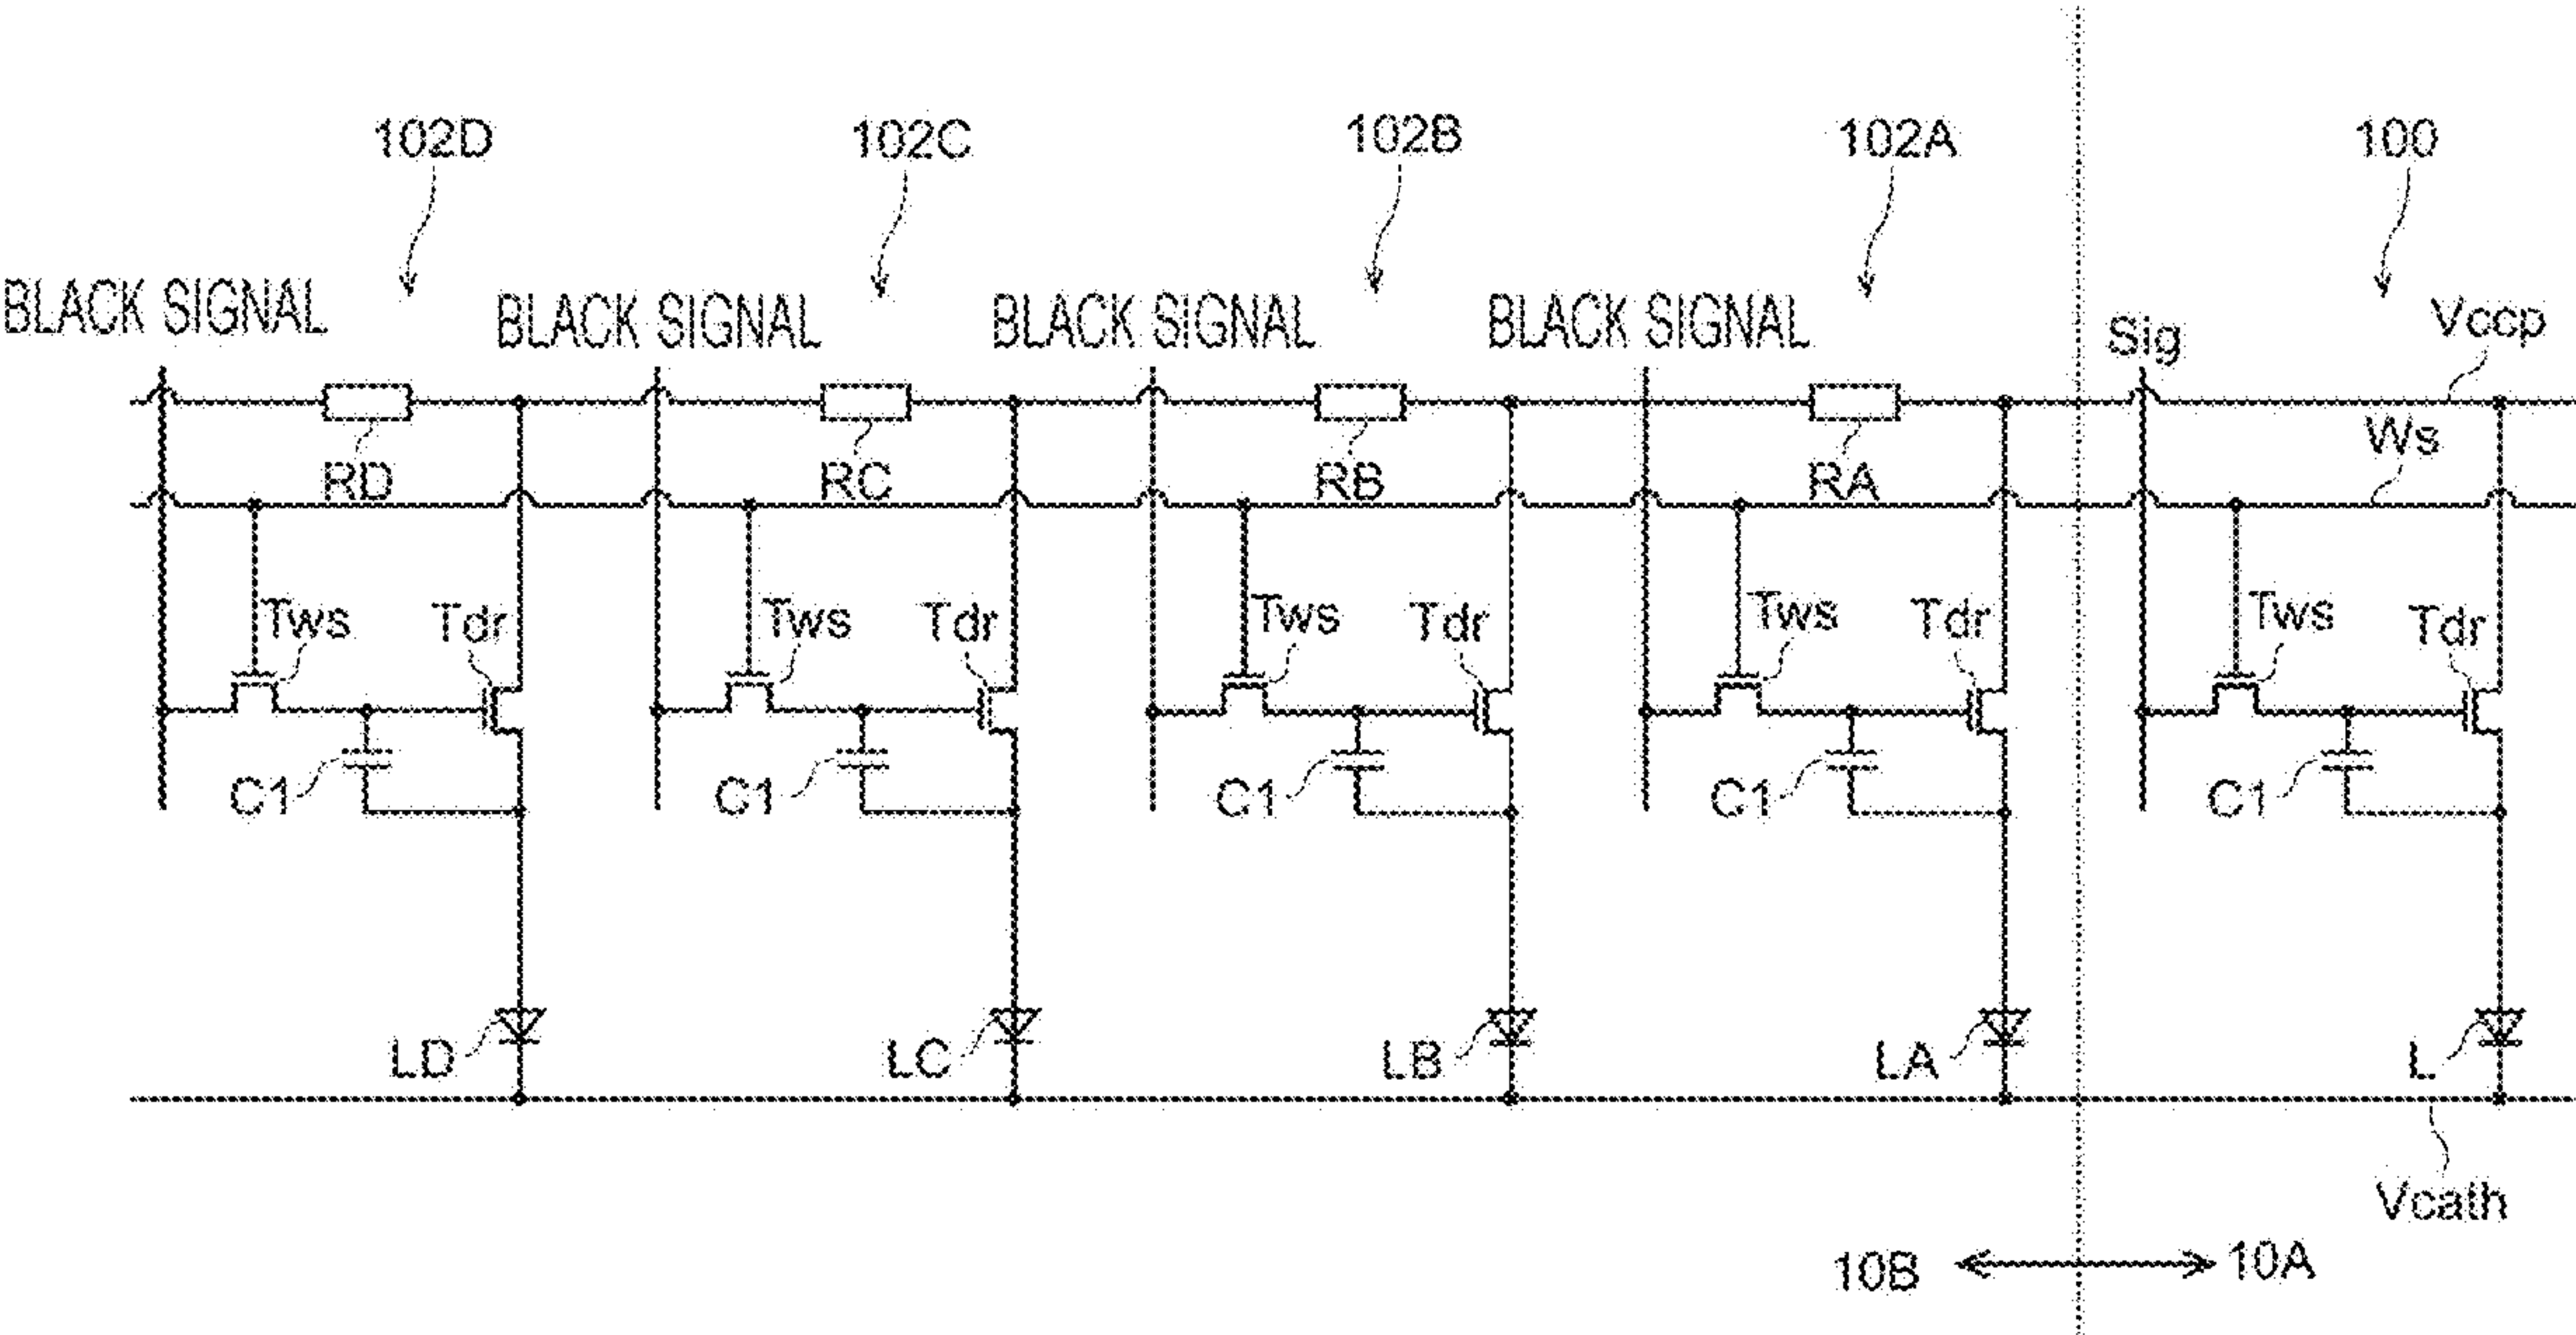 102D 102C 102B 102A 100
BLACK SIGNAL BLACK SIGNAL BLACK SIGNAL BLACK SIGNAL Sig Vccp
RD RC RB RA Ws
Tws Tdr Tws Tdr Tws Tdr Tws Tdr Tws Tdr
C1 C1 C1 C1 C1
LD LC LB LA L
Vcath
10B 10A